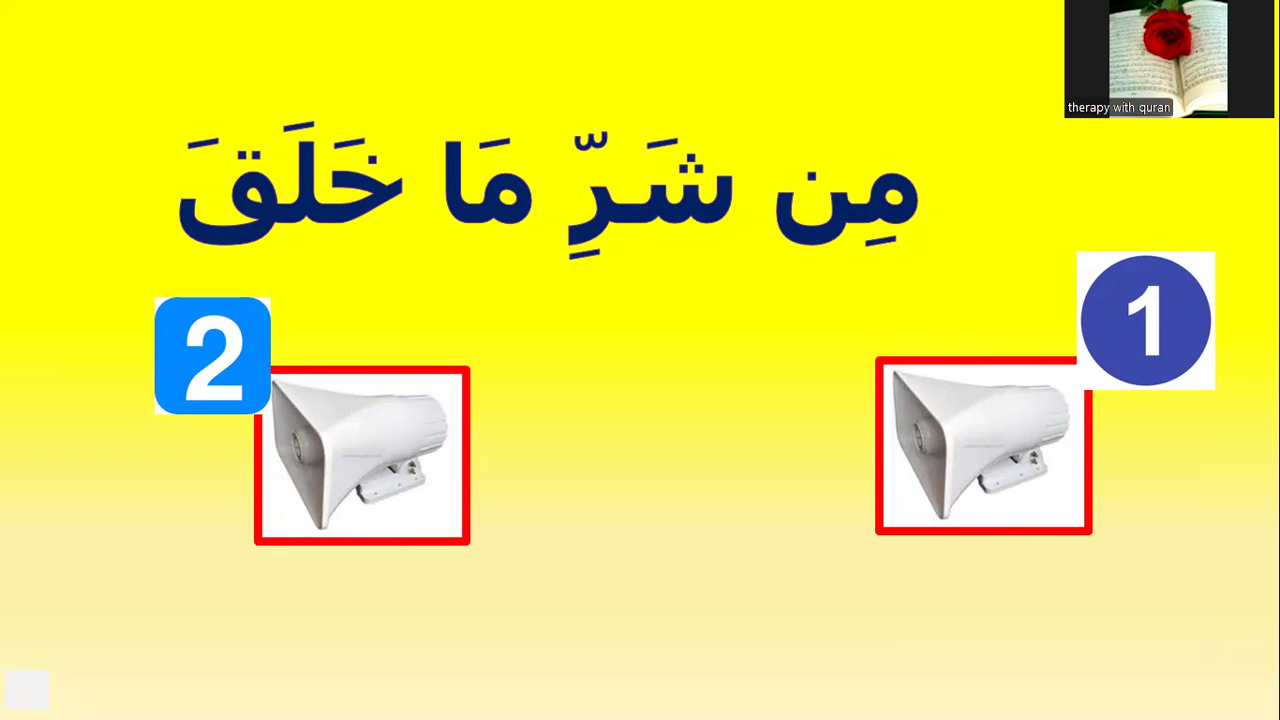 therapy with quran
مِن شَرِّ مَا خَلَقَ
1
2